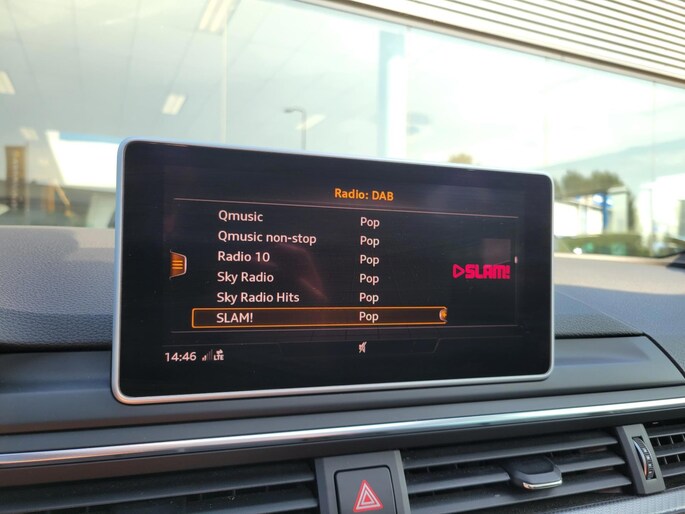 Radio: DAB
Qmusic Pop
Qmusic non-stop Pop
Radio 10 Pop
Sky Radio Pop
Sky Radio Hits Pop
SLAM! Pop
SLAM!
14:46 LTE